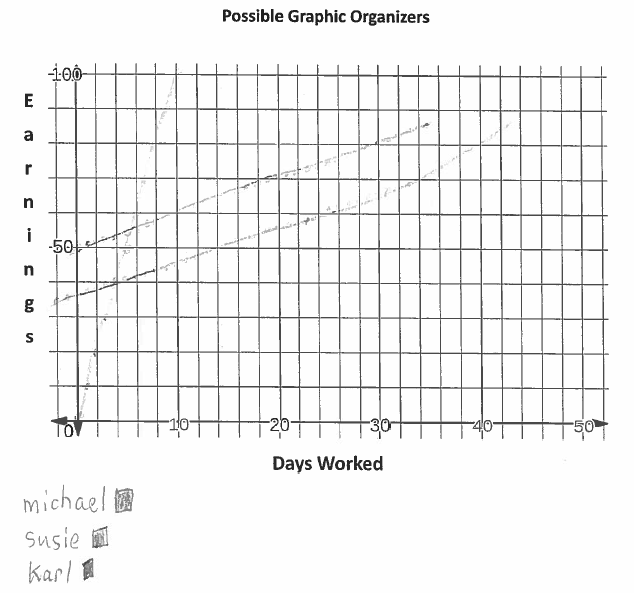 Possible Graphic Organizers
100
Earnings
50
0 10 20 30 40 50
Days Worked
michael
susie
Karl